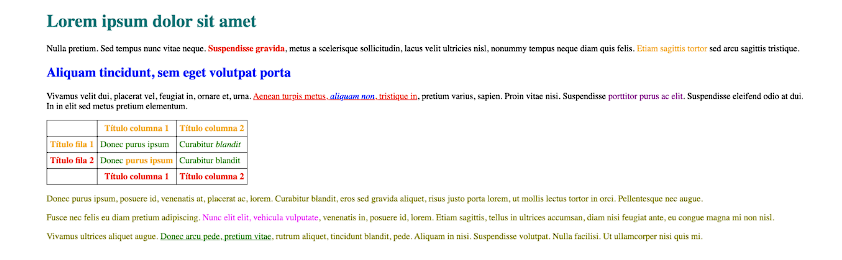 Lorem ipsum dolor sit amet
Nulla pretium. Sed tempus nunc vitae neque. Suspendisse gravida, metus a scelerisque sollicitudin, lacus velit ultricies nisl, nonummy tempus neque diam quis felis. Etiam sagittis tortor sed arcu sagittis tristique.
Aliquam tincidunt, sem eget volutpat porta
Vivamus velit dui, placerat vel, feugiat in, ornare et, urna. Aenean turpis metus, aliquam non, tristique in, pretium varius, sapien. Proin vitae nisi. Suspendisse porttitor purus ac elit. Suspendisse eleifend odio at dui.
In in elit sed metus pretium elementum.
Título columna 1 Título columna 2
Título fila 1 Donec purus ipsum Curabitur blandit
Título fila 2 Donec purus ipsum Curabitur blandit
Título columna 1 Título columna 2
Donec purus ipsum, posuere id, venenatis at, placerat ac, lorem. Curabitur blandit, eros sed gravida aliquet, risus justo porta lorem, ut mollis lectus tortor in orci. Pellentesque nec augue.
Fusce nec felis eu diam pretium adipiscing. Nunc elit elit, vehicula vulputate, venenatis in, posuere id, lorem. Etiam sagittis, tellus in ultrices accumsan, diam nisi feugiat ante, eu congue magna mi non nisl.
Vivamus ultrices aliquet augue. Donec arcu pede, pretium vitae, rutrum aliquet, tincidunt blandit, pede. Aliquam in nisi. Suspendisse volutpat. Nulla facilisi. Ut ullamcorper nisi quis mi.